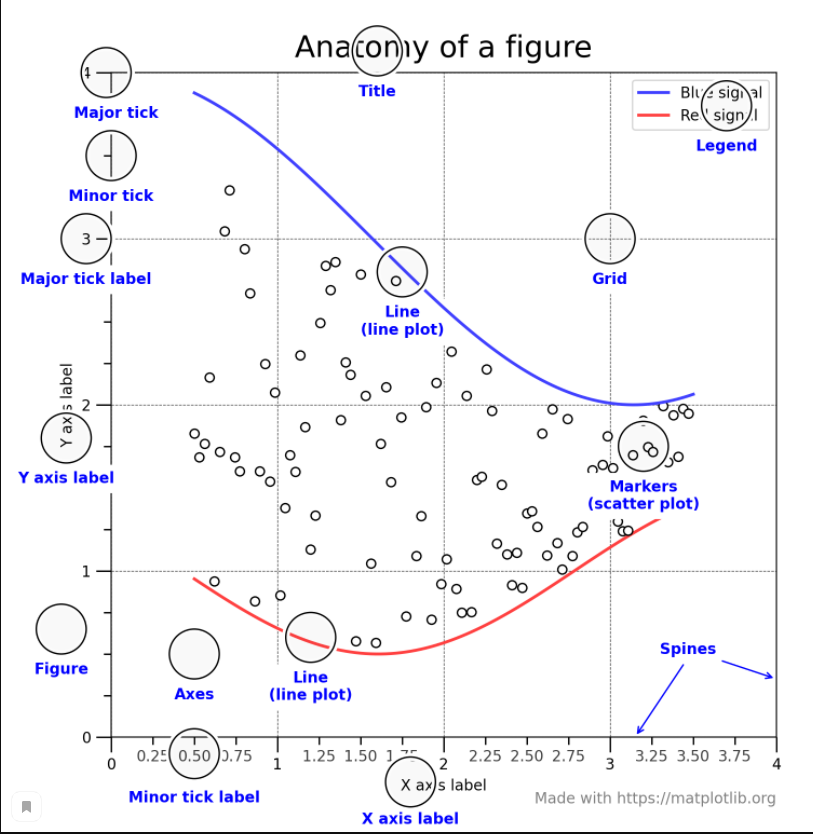 Anatomy of a figure
Title
4
Major tick
Blue signal
Red signal
Legend
Minor tick
3
Major tick label
Grid
Line
(line plot)
2
Y axis label
Y axis label
Markers
(scatter plot)
1
Figure
Axes
Line
(line plot)
Spines
0
0 0.25 0.50 0.75 1 1.25 1.50 1.75 2 2.25 2.50 2.75 3 3.25 3.50 3.75 4
Minor tick label
X axis label
X axis label
Made with https://matplotlib.org